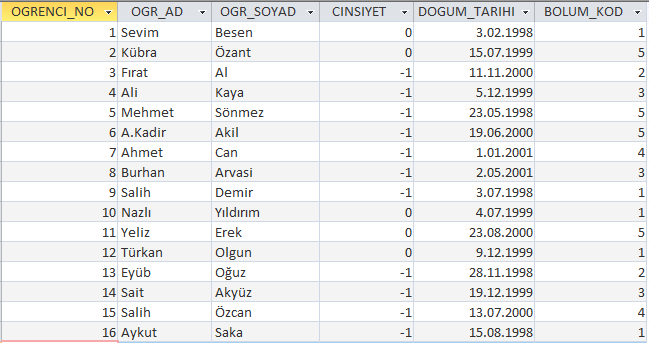 OGRENCI_NO OGR_AD OGR_SOYAD CINSIYET DOGUM_TARIHI BOLUM_KOD
1 Sevim Besen 0 3.02.1998 1
2 Kübra Özant 0 15.07.1999 5
3 Fırat Al -1 11.11.2000 2
4 Ali Kaya -1 5.12.1999 3
5 Mehmet Sönmez -1 23.05.1998 5
6 A.Kadir Akil -1 19.06.2000 5
7 Ahmet Can -1 1.01.2001 4
8 Burhan Arvasi -1 2.05.2001 3
9 Salih Demir -1 3.07.1998 1
10 Nazlı Yıldırım 0 4.07.1999 1
11 Yeliz Erek 0 23.08.2000 5
12 Türkan Olgun 0 9.12.1999 1
13 Eyüb Oğuz -1 28.11.1998 2
14 Sait Akyüz -1 19.12.1999 3
15 Salih Özcan -1 13.07.2000 4
16 Aykut Saka -1 15.08.1998 1